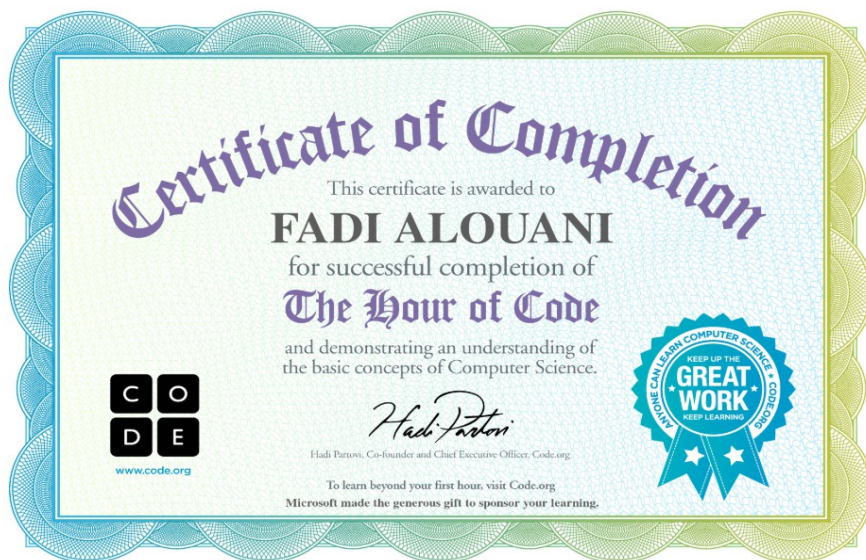 Certificate of Completion
This certificate is awarded to
FADI ALOUANI
for successful completion of
The Hour of Code
and demonstrating an understanding of
the basic concepts of Computer Science.
Hadi Partovi
Hadi Partovi, Co-founder and Chief Executive Officer, Code.org
To learn beyond your first hour, visit Code.org
Microsoft made the generous gift to sponsor your learning.
C O
D E
www.code.org
ANYONE CAN LEARN COMPUTER SCIENCE • CODE.ORG
KEEP UP THE
GREAT
WORK
KEEP LEARNING